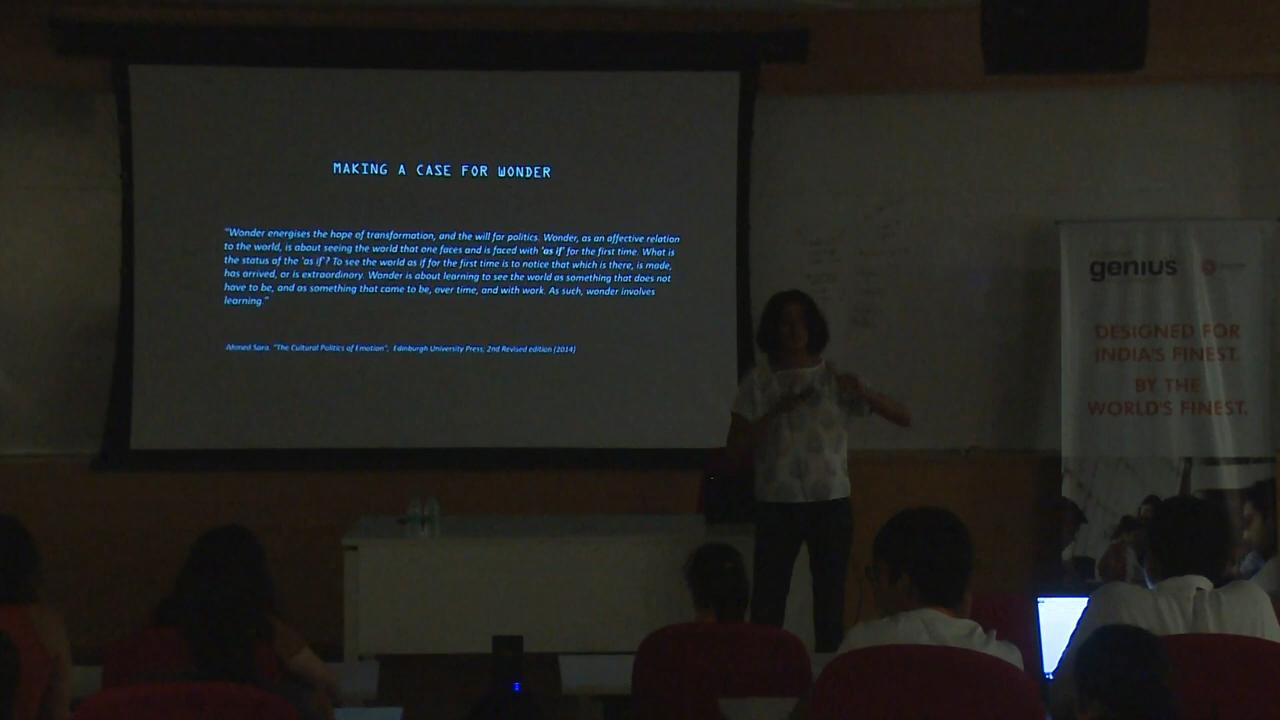 MAKING A CASE FOR WONDER
"Wonder energises the hope of transformation, and the will for politics. Wonder, as an affective relation
to the world, is about seeing the world that one faces and is faced with 'as if' for the first time. What is
the status of the 'as if'? To see the world as if for the first time is to notice that which is there, is made,
has arrived, or is extraordinary. Wonder is about learning to see the world as something that does not
have to be, and as something that came to be, over time, and with work. As such, wonder involves
learning."
Ahmed Sara. "The Cultural Politics of Emotion", Edinburgh University Press; 2nd Revised edition (2014)
genius
DESIGNED FOR
INDIA'S FINEST.
BY THE
WORLD'S FINEST.